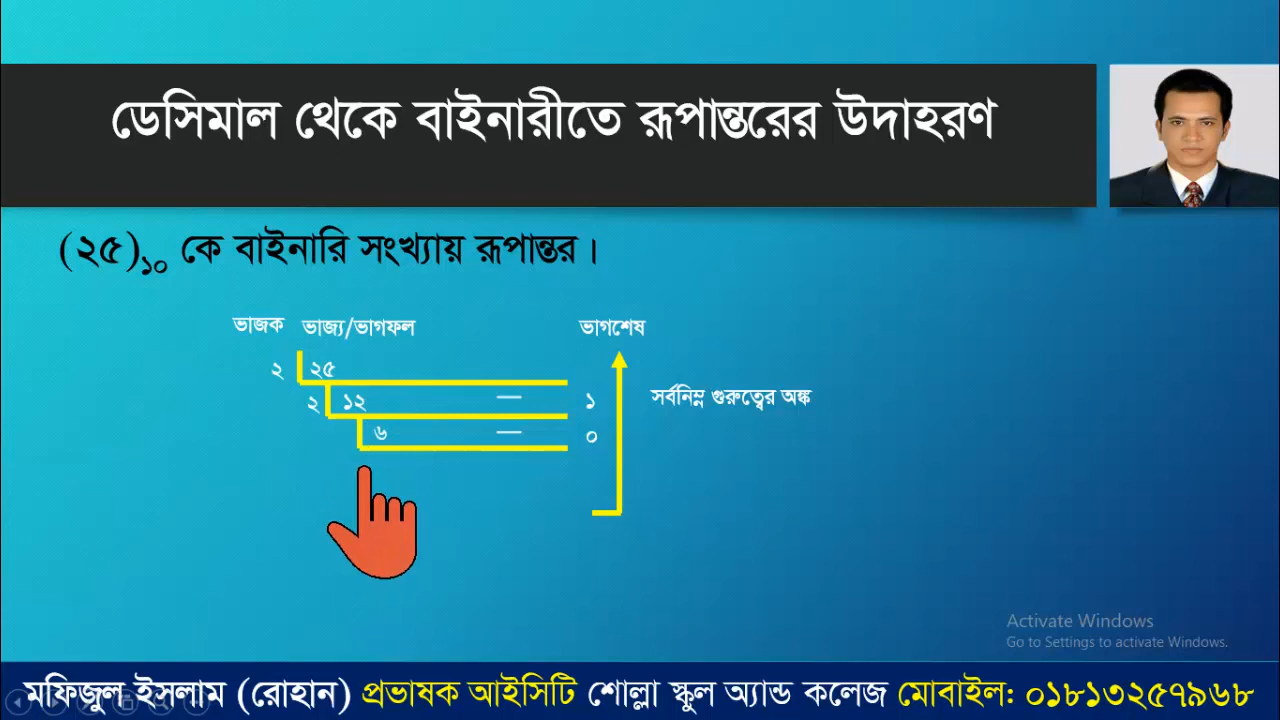 ডেসিমাল থেকে বাইনারীতে রূপান্তরের উদাহরণ
(২৫)₁₀ কে বাইনারি সংখ্যায় রূপান্তর।
ভাজক ভাজ্য/ভাগফল ভাগশেষ
২ ২৫
২ ১২ — ১ সর্বনিম্ন গুরুত্বের অঙ্ক
৬ — ০
Activate Windows
Go to Settings to activate Windows.
মফিজুল ইসলাম (রোহান) প্রভাষক আইসিটি শোল্লা স্কুল অ্যান্ড কলেজ মোবাইল: ০১৮১৩২৫৭৯৬৮